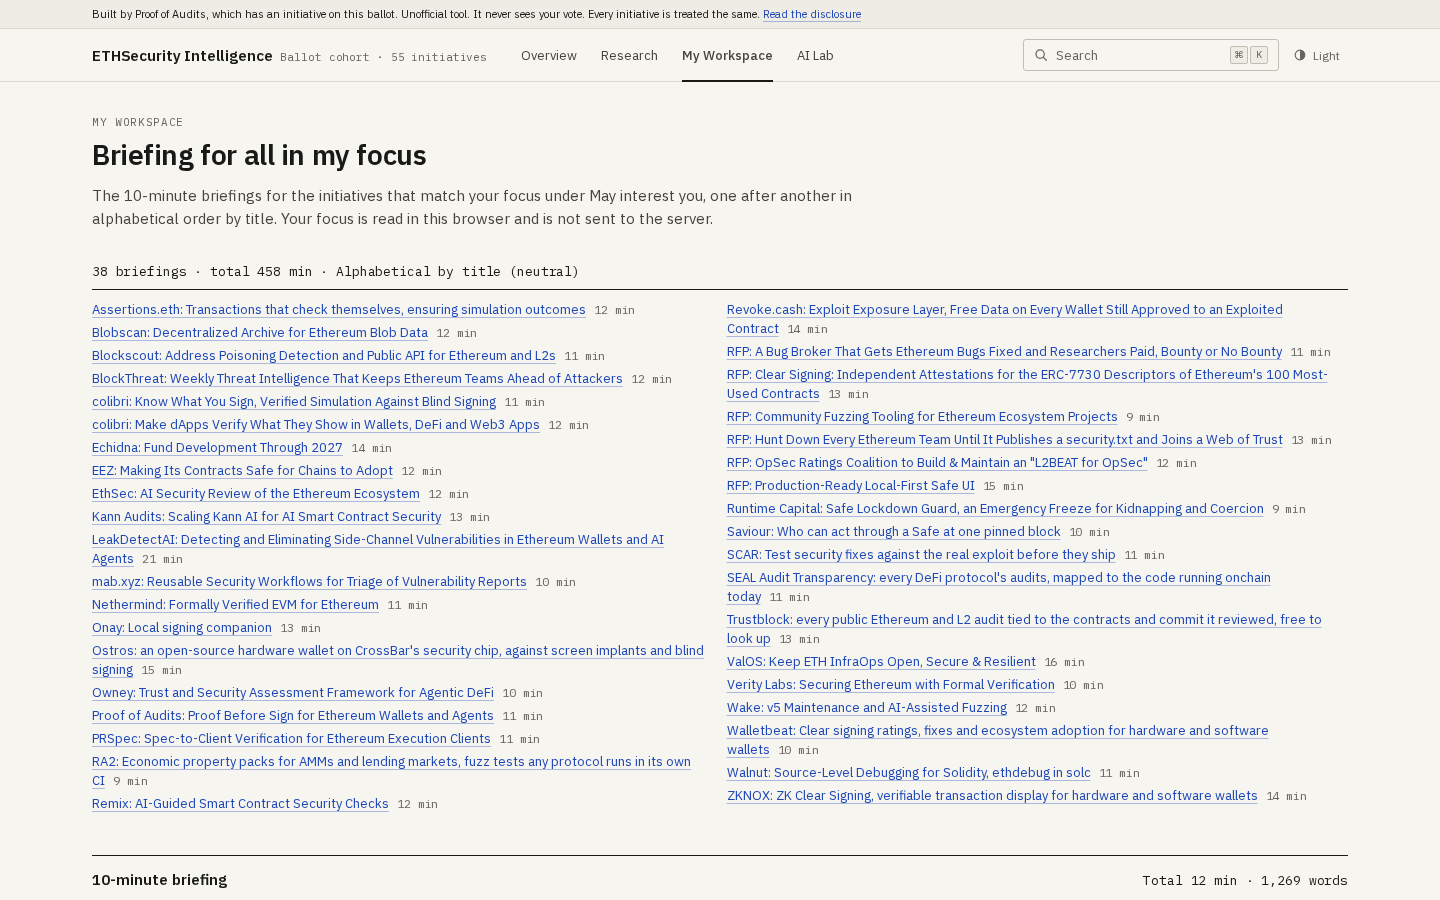 Built by Proof of Audits, which has an initiative on this ballot. Unofficial tool. It never sees your vote. Every initiative is treated the same. Read the disclosure
ETHSecurity Intelligence Ballot cohort · 55 initiatives
Overview
Research
My Workspace
AI Lab
Search ⌘ K
Light
MY WORKSPACE
Briefing for all in my focus
The 10-minute briefings for the initiatives that match your focus under May interest you, one after another in
alphabetical order by title. Your focus is read in this browser and is not sent to the server.
38 briefings · total 458 min · Alphabetical by title (neutral)
Assertions.eth: Transactions that check themselves, ensuring simulation outcomes 12 min
Blobscan: Decentralized Archive for Ethereum Blob Data 12 min
Blockscout: Address Poisoning Detection and Public API for Ethereum and L2s 11 min
BlockThreat: Weekly Threat Intelligence That Keeps Ethereum Teams Ahead of Attackers 12 min
colibri: Know What You Sign, Verified Simulation Against Blind Signing 11 min
colibri: Make dApps Verify What They Show in Wallets, DeFi and Web3 Apps 12 min
Echidna: Fund Development Through 2027 14 min
EEZ: Making Its Contracts Safe for Chains to Adopt 12 min
EthSec: AI Security Review of the Ethereum Ecosystem 12 min
Kann Audits: Scaling Kann AI for AI Smart Contract Security 13 min
LeakDetectAI: Detecting and Eliminating Side-Channel Vulnerabilities in Ethereum Wallets and AI
Agents 21 min
mab.xyz: Reusable Security Workflows for Triage of Vulnerability Reports 10 min
Nethermind: Formally Verified EVM for Ethereum 11 min
Onay: Local signing companion 13 min
Ostros: an open-source hardware wallet on CrossBar's security chip, against screen implants and blind
signing 15 min
Owney: Trust and Security Assessment Framework for Agentic DeFi 10 min
Proof of Audits: Proof Before Sign for Ethereum Wallets and Agents 11 min
PRSpec: Spec-to-Client Verification for Ethereum Execution Clients 11 min
RA2: Economic property packs for AMMs and lending markets, fuzz tests any protocol runs in its own
CI 9 min
Remix: AI-Guided Smart Contract Security Checks 12 min
Revoke.cash: Exploit Exposure Layer, Free Data on Every Wallet Still Approved to an Exploited
Contract 14 min
RFP: A Bug Broker That Gets Ethereum Bugs Fixed and Researchers Paid, Bounty or No Bounty 11 min
RFP: Clear Signing: Independent Attestations for the ERC-7730 Descriptors of Ethereum's 100 Most-
Used Contracts 13 min
RFP: Community Fuzzing Tooling for Ethereum Ecosystem Projects 9 min
RFP: Hunt Down Every Ethereum Team Until It Publishes a security.txt and Joins a Web of Trust 13 min
RFP: OpSec Ratings Coalition to Build & Maintain an "L2BEAT for OpSec" 12 min
RFP: Production-Ready Local-First Safe UI 15 min
Runtime Capital: Safe Lockdown Guard, an Emergency Freeze for Kidnapping and Coercion 9 min
Saviour: Who can act through a Safe at one pinned block 10 min
SCAR: Test security fixes against the real exploit before they ship 11 min
SEAL Audit Transparency: every DeFi protocol's audits, mapped to the code running onchain
today 11 min
Trustblock: every public Ethereum and L2 audit tied to the contracts and commit it reviewed, free to
look up 13 min
ValOS: Keep ETH InfraOps Open, Secure & Resilient 16 min
Verity Labs: Securing Ethereum with Formal Verification 10 min
Wake: v5 Maintenance and AI-Assisted Fuzzing 12 min
Walletbeat: Clear signing ratings, fixes and ecosystem adoption for hardware and software
wallets 10 min
Walnut: Source-Level Debugging for Solidity, ethdebug in solc 11 min
ZKNOX: ZK Clear Signing, verifiable transaction display for hardware and software wallets 14 min
10-minute briefing
Total 12 min · 1,269 words